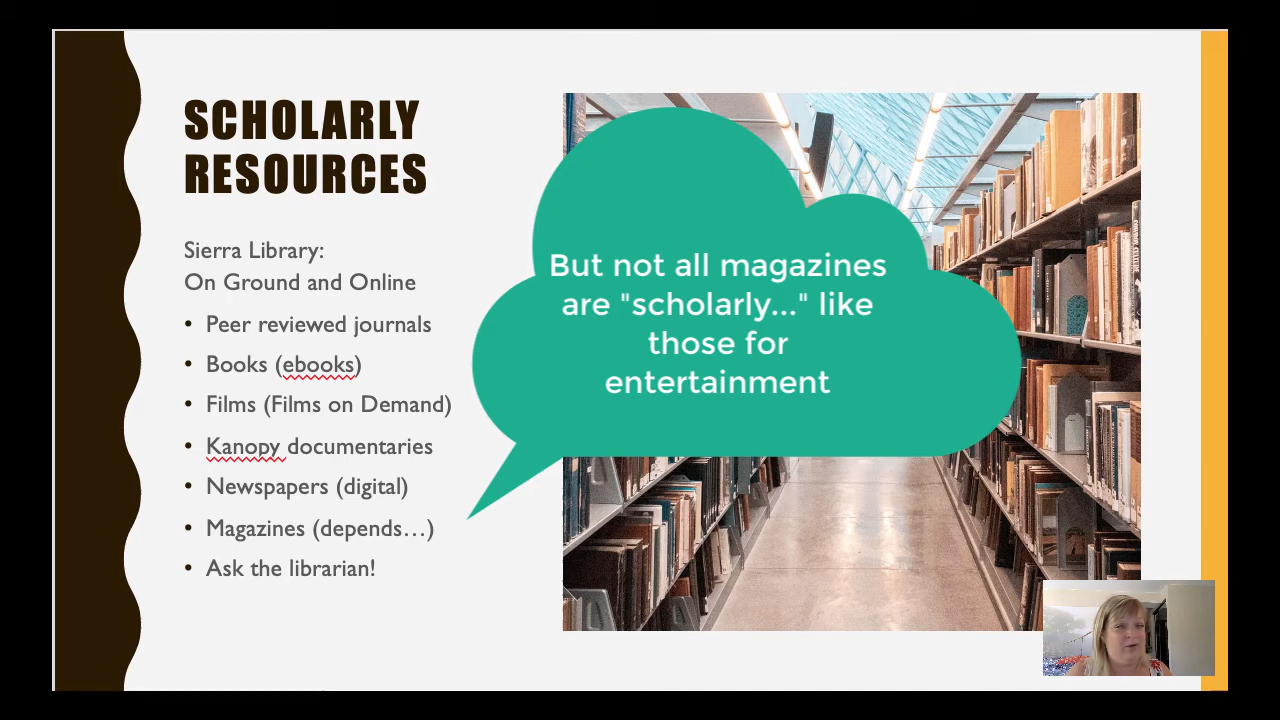 SCHOLARLY
RESOURCES
Sierra Library:
On Ground and Online
• Peer reviewed journals
• Books (ebooks)
• Films (Films on Demand)
• Kanopy documentaries
• Newspapers (digital)
• Magazines (depends…)
• Ask the librarian!
But not all magazines
are "scholarly..." like
those for
entertainment